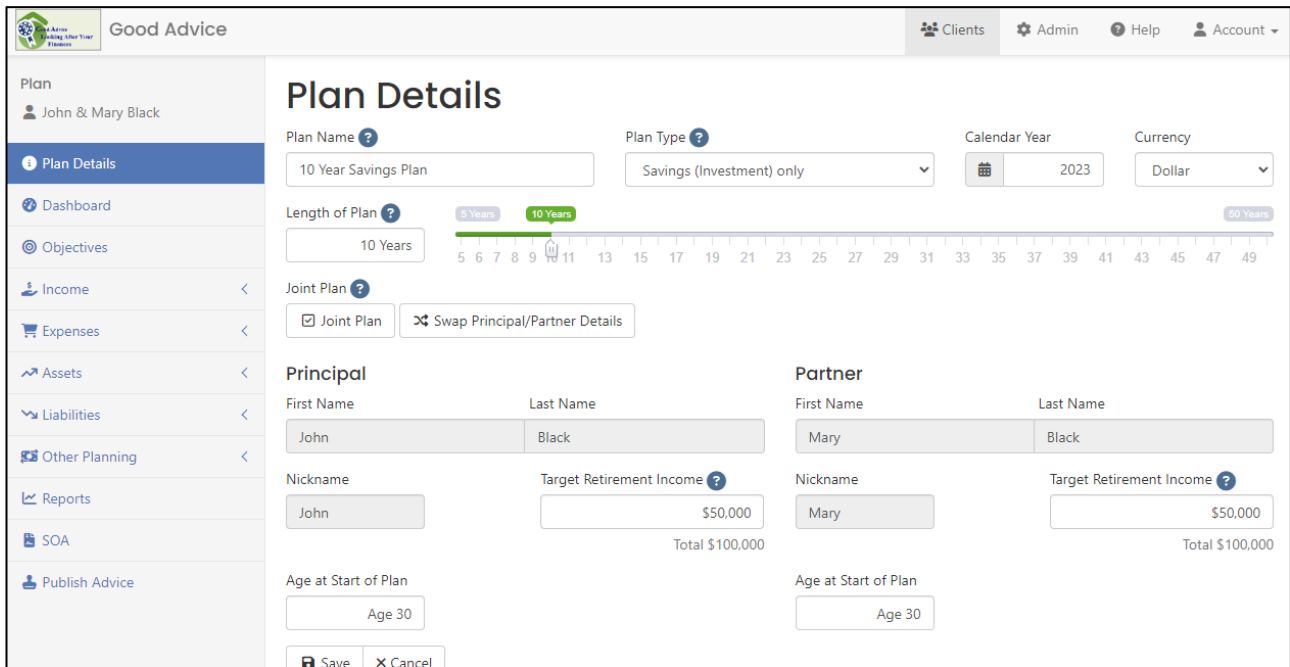 Good Advice
Looking After Your
Finances
Good Advice
Clients
Admin
Help
Account
Plan
John & Mary Black
Plan Details
Dashboard
Objectives
Income
Expenses
Assets
Liabilities
Other Planning
Reports
SOA
Publish Advice
Plan Details
Plan Name ?
Plan Type ?
Calendar Year
Currency
10 Year Savings Plan
Savings (Investment) only
2023
Dollar
Length of Plan ?
5 Years
10 Years
50 Years
10 Years
5 6 7 8 9 10 11 13 15 17 19 21 23 25 27 29 31 33 35 37 39 41 43 45 47 49
Joint Plan ?
Joint Plan
Swap Principal/Partner Details
Principal
Partner
First Name
Last Name
First Name
Last Name
John
Black
Mary
Black
Nickname
Target Retirement Income ?
Nickname
Target Retirement Income ?
John
$50,000
Mary
$50,000
Total $100,000
Total $100,000
Age at Start of Plan
Age at Start of Plan
Age 30
Age 30
Save
Cancel